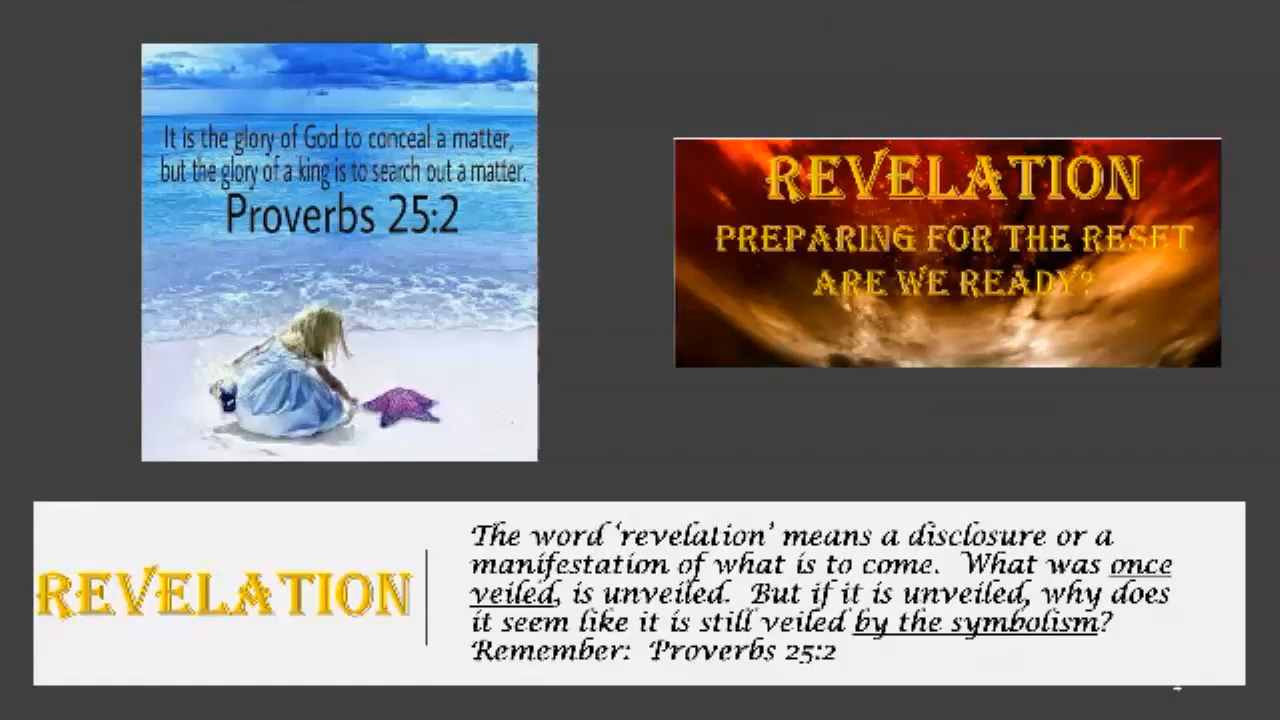 It is the glory of God to conceal a matter,
but the glory of a king is to search out a matter.
Proverbs 25:2
REVELATION
PREPARING FOR THE RESET
ARE WE READY?
REVELATION
The word ‘revelation’ means a disclosure or a
manifestation of what is to come. What was once
veiled, is unveiled. But if it is unveiled, why does
it seem like it is still veiled by the symbolism?
Remember: Proverbs 25:2